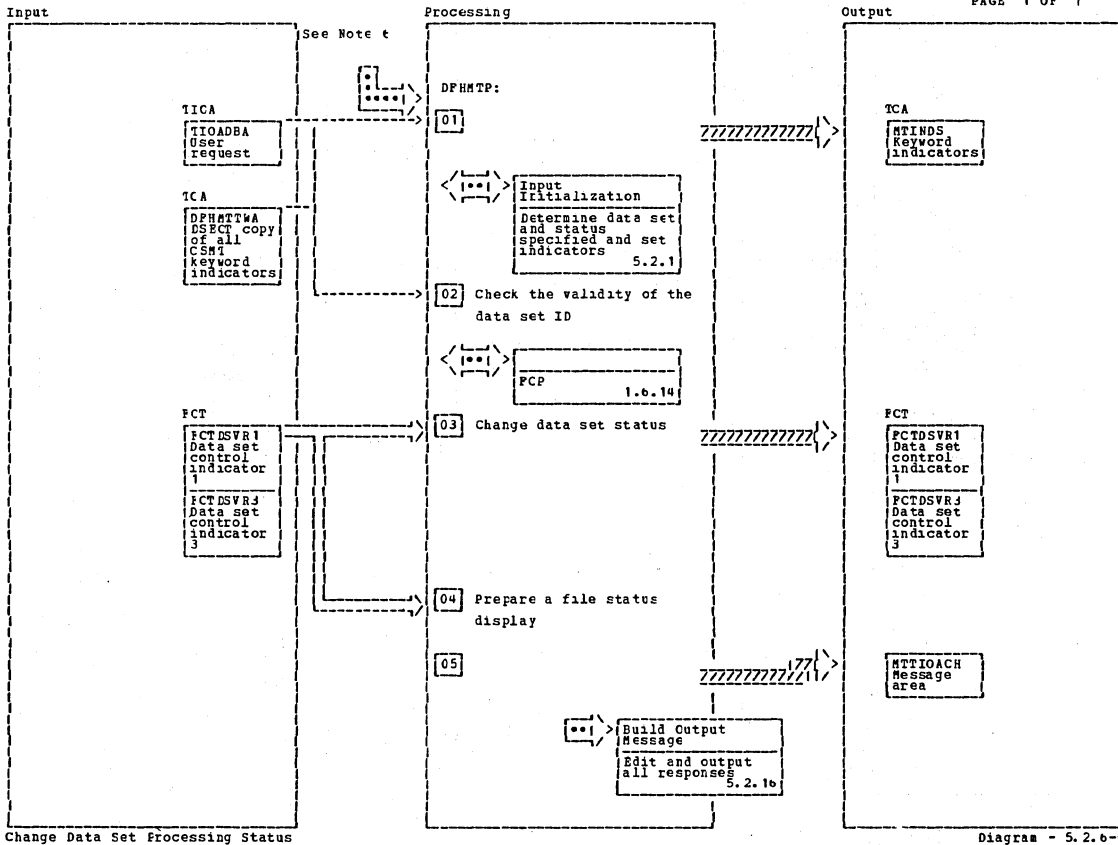 PAGE 1 OF 1
Input
Processing
Output
See Note t
DFHMTP:
TICA
TIOADBA
User
request
01
TCA
MTINDS
Keyword
indicators
Input
Iritialization
Determine data set
and status
specified and set
indicators
5.2.1
TCA
DPHMTTWA
DSECT copy
of all
CSMT
keyword
indicators
02 Check the validity of the
data set ID
FCP
1.6.14
FCT
FCTDSVR1
Data set
control
indicator
1
FCTDSVR3
Data set
control
indicator
3
03 Change data set status
FCT
FCTDSVR1
Data set
control
indicator
1
FCTDSVR3
Data set
control
indicator
3
04 Prepare a file status
display
05
MTTIOACH
Message
area
Build Output
Message
Edit and output
all responses
5.2.16
Change Data Set Processing Status
Diagram - 5.2.6-